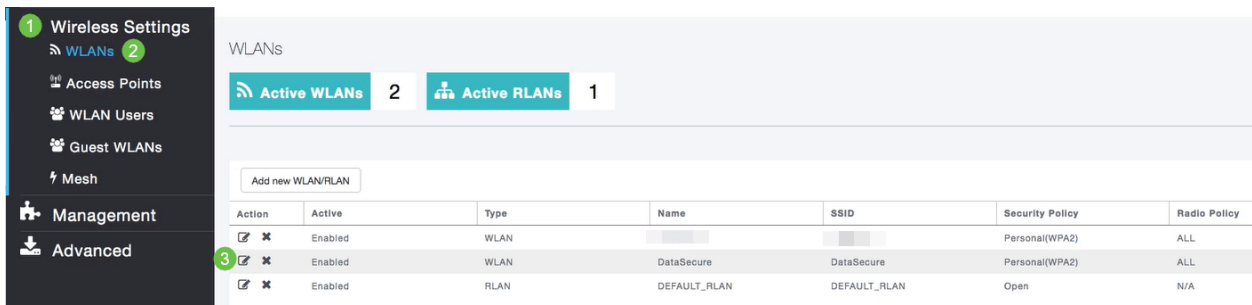 1 Wireless Settings
WLANs 2
Access Points
WLAN Users
Guest WLANs
Mesh
Management
Advanced
WLANs
Active WLANs 2 Active RLANs 1
Add new WLAN/RLAN
Action Active Type Name SSID Security Policy Radio Policy
Enabled WLAN Personal(WPA2) ALL
3 Enabled WLAN DataSecure DataSecure Personal(WPA2) ALL
Enabled RLAN DEFAULT_RLAN DEFAULT_RLAN Open N/A